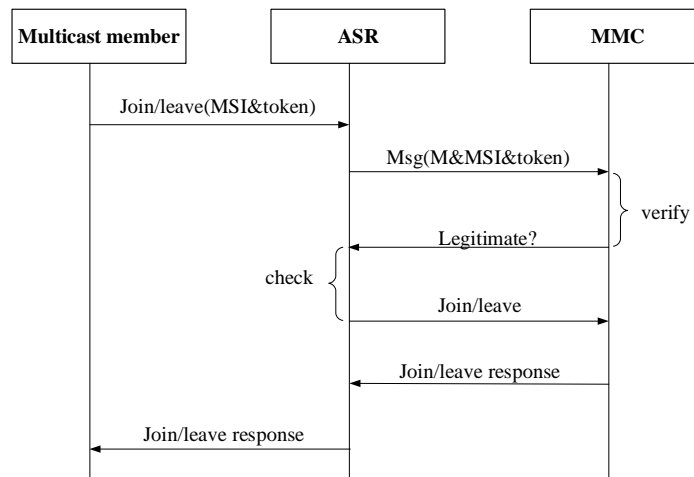 Multicast member
ASR
MMC
Join/leave(MSI&token)
Msg(M&MSI&token)
verify
Legitimate?
check
Join/leave
Join/leave response
Join/leave response